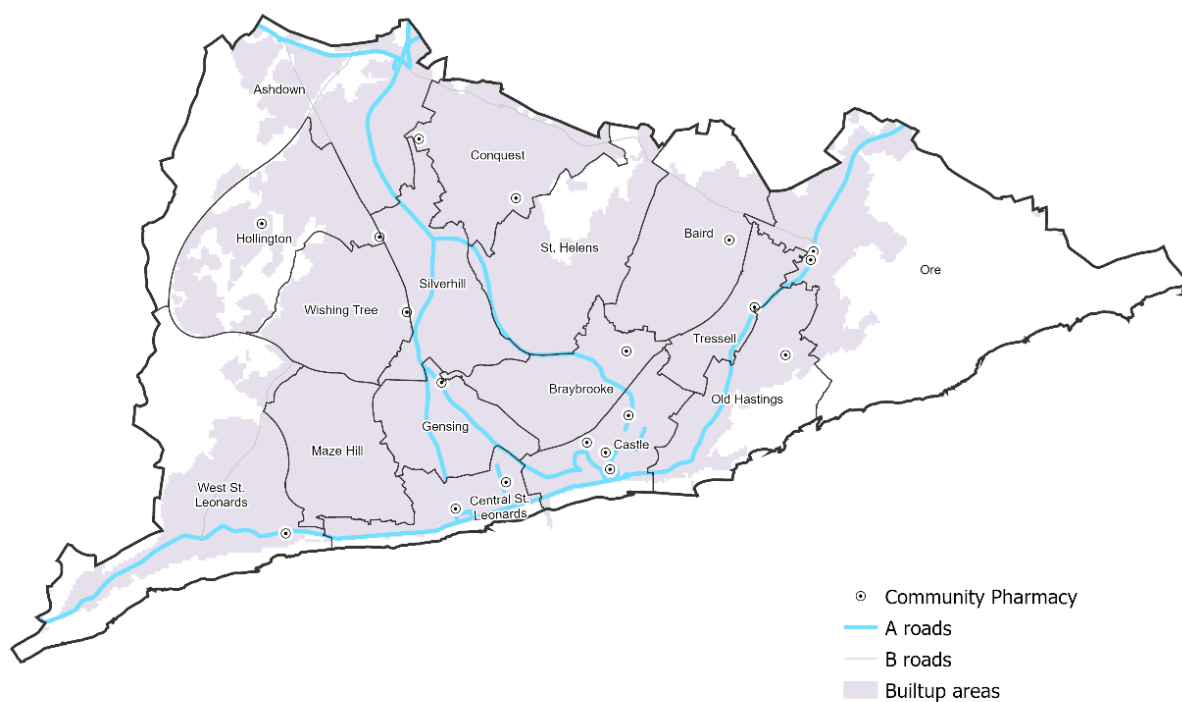 Ashdown
Conquest
Hollington
St. Helens
Baird
Ore
Silverhill
Wishing Tree
Tressell
Braybrooke
Old Hastings
Gensing
Castle
Maze Hill
West St.
Leonards
Central St.
Leonards
Community Pharmacy
A roads
B roads
Builtup areas